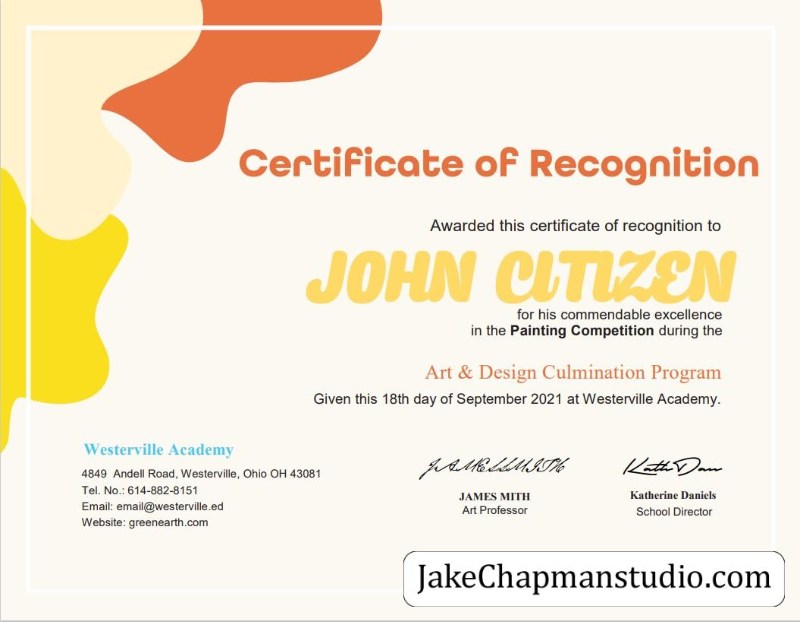 Certificate of Recognition
Awarded this certificate of recognition to
JOHN CITIZEN
for his commendable excellence
in the Painting Competition during the
Art & Design Culmination Program
Given this 18th day of September 2021 at Westerville Academy.
Westerville Academy
4849 Andell Road, Westerville, Ohio OH 43081
Tel. No.: 614-882-8151
Email: email@westerville.ed
Website: greenearth.com
JAMES MITH
Art Professor
Katherine Daniels
School Director
JakeChapmanstudio.com